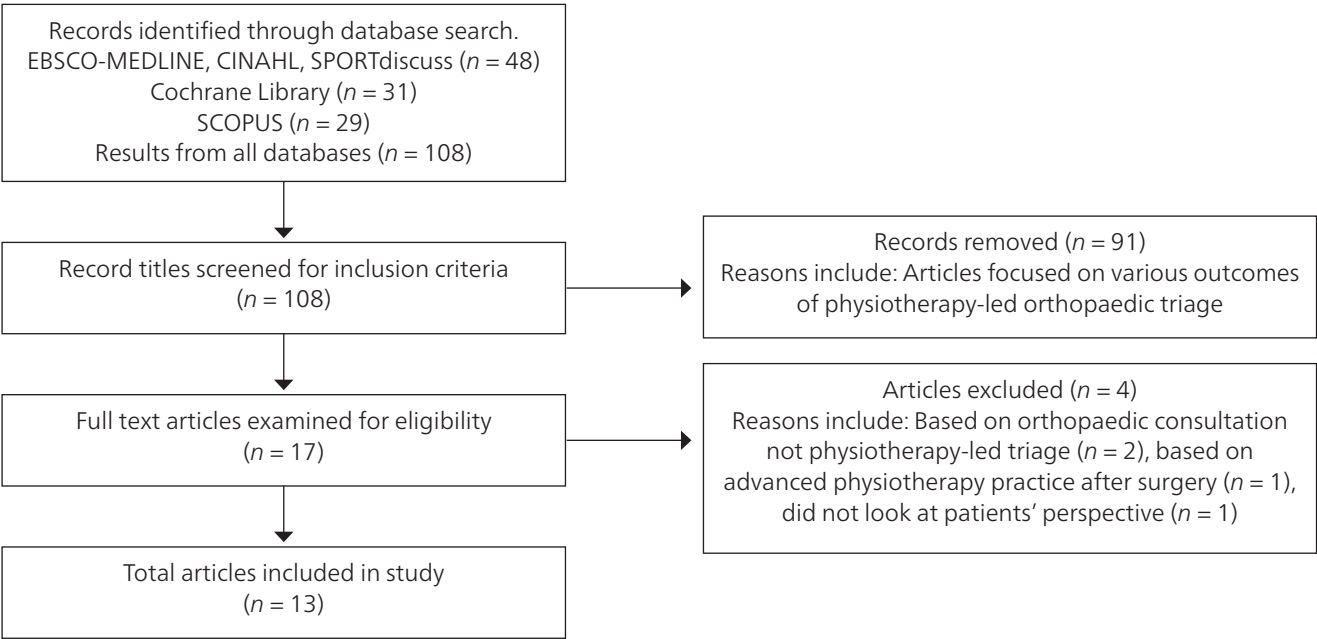 Records identified through database search.
EBSCO-MEDLINE, CINAHL, SPORTdiscuss (n = 48)
Cochrane Library (n = 31)
SCOPUS (n = 29)
Results from all databases (n = 108)
Record titles screened for inclusion criteria
(n = 108)
Records removed (n = 91)
Reasons include: Articles focused on various outcomes
of physiotherapy-led orthopaedic triage
Full text articles examined for eligibility
(n = 17)
Articles excluded (n = 4)
Reasons include: Based on orthopaedic consultation
not physiotherapy-led triage (n = 2), based on
advanced physiotherapy practice after surgery (n = 1),
did not look at patients’ perspective (n = 1)
Total articles included in study
(n = 13)